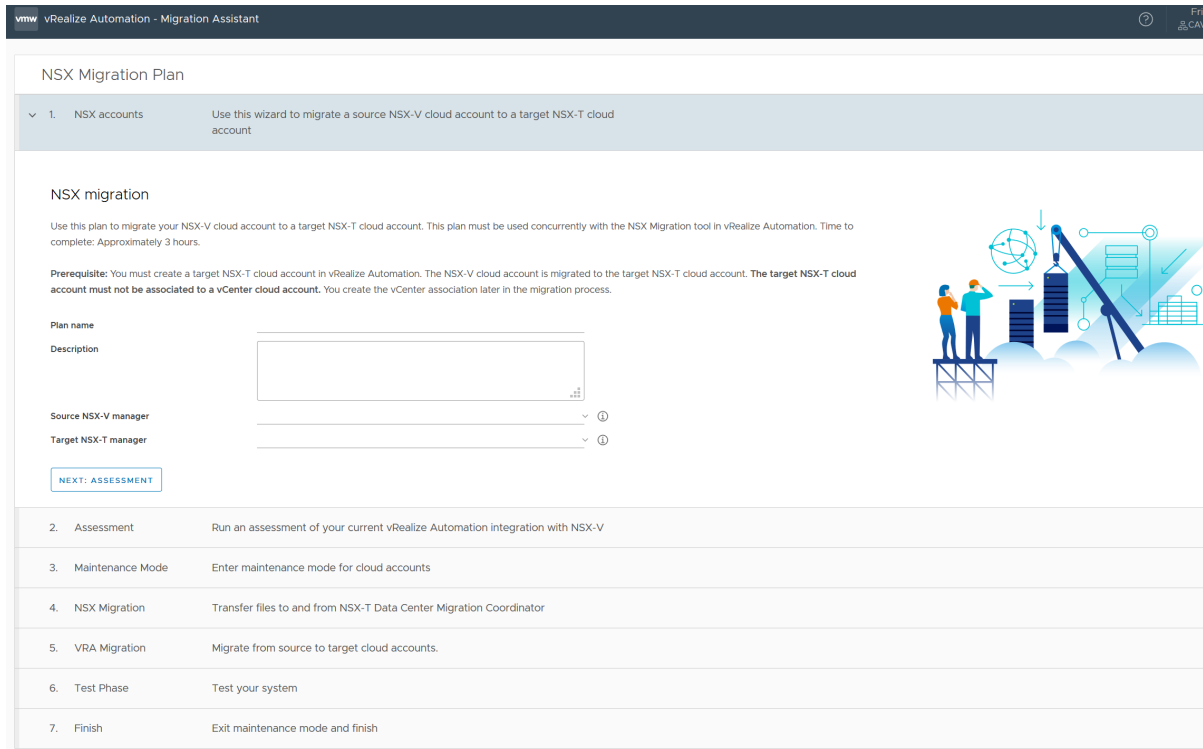 vmw vRealize Automation - Migration Assistant
NSX Migration Plan
1. NSX accounts Use this wizard to migrate a source NSX-V cloud account to a target NSX-T cloud
account
NSX migration
Use this plan to migrate your NSX-V cloud account to a target NSX-T cloud account. This plan must be used concurrently with the NSX Migration tool in vRealize Automation. Time to
complete: Approximately 3 hours.
Prerequisite: You must create a target NSX-T cloud account in vRealize Automation. The NSX-V cloud account is migrated to the target NSX-T cloud account. The target NSX-T cloud
account must not be associated to a vCenter cloud account. You create the vCenter association later in the migration process.
Plan name
Description
Source NSX-V manager
Target NSX-T manager
NEXT: ASSESSMENT
2. Assessment Run an assessment of your current vRealize Automation integration with NSX-V
3. Maintenance Mode Enter maintenance mode for cloud accounts
4. NSX Migration Transfer files to and from NSX-T Data Center Migration Coordinator
5. VRA Migration Migrate from source to target cloud accounts.
6. Test Phase Test your system
7. Finish Exit maintenance mode and finish